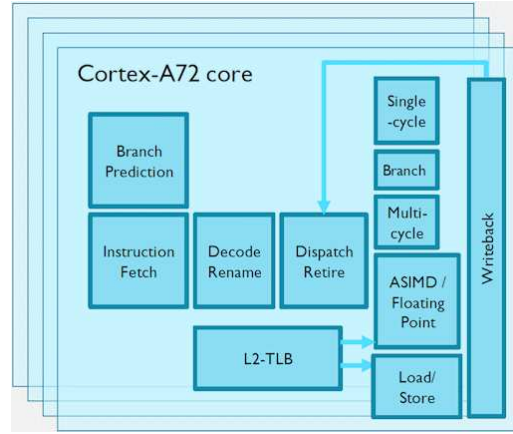 Cortex-A72 core
Branch
Prediction
Instruction
Fetch
Decode
Rename
Dispatch
Retire
Single
-cycle
Branch
Multi-
cycle
ASIMD /
Floating
Point
L2-TLB
Load/
Store
Writeback